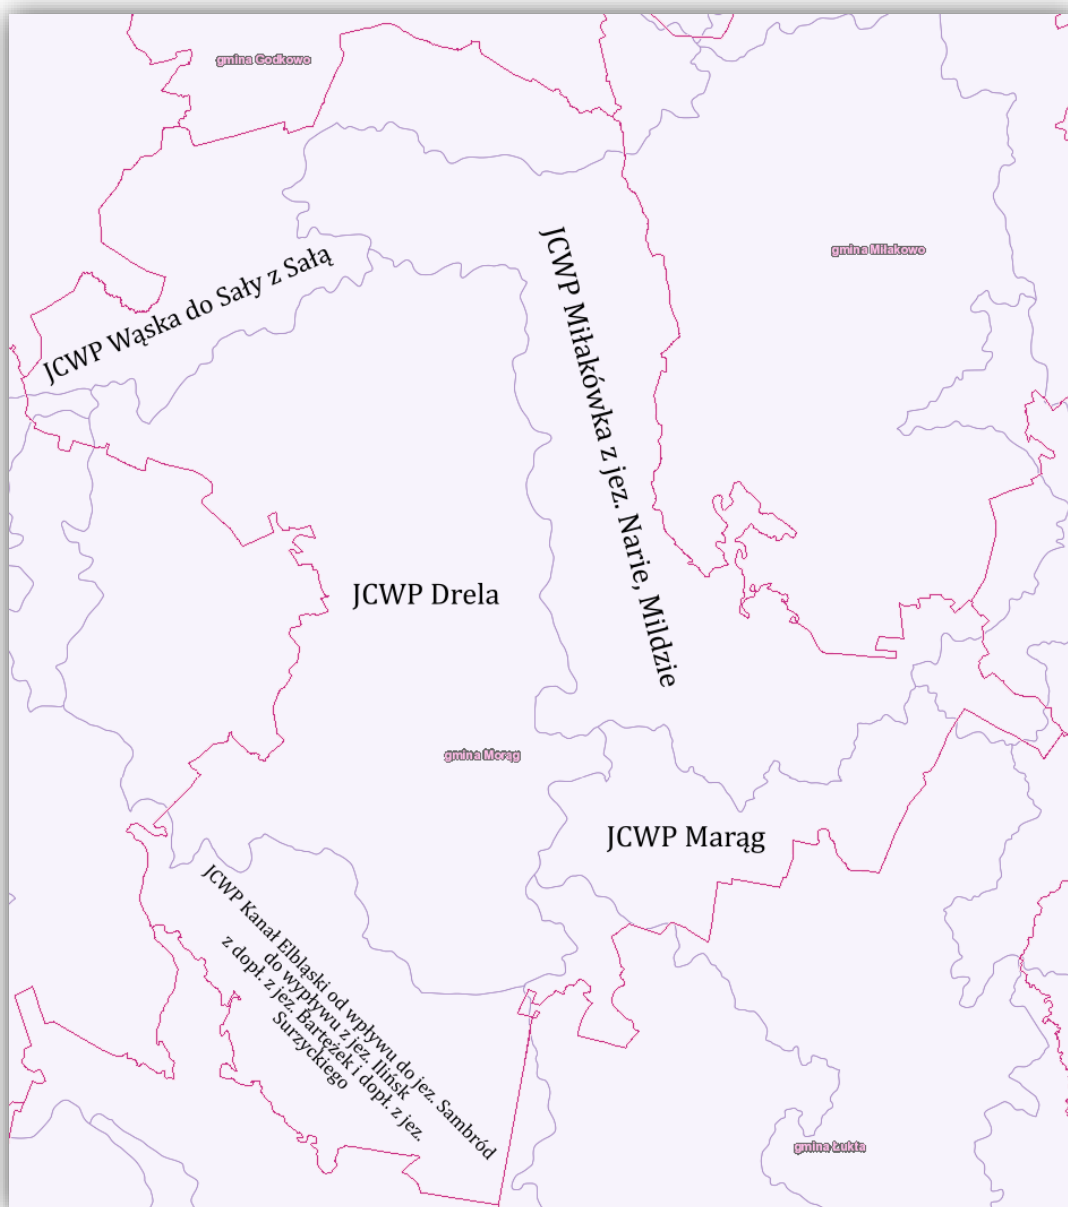 gmina Godkowo
gmina Miłakowo
JCWP Wąska do Sały z Sałą
JCWP Miłakówka z jez. Narie, Mildzie
JCWP Drela
gmina Morąg
JCWP Marąg
JCWP Kanał Elbląski od wpływu do jez. Sambród
do wypływu z jez. Ilińsk
z dopł. z jez. Bartężek i dopł. z jez.
Surzyckiego
gmina Łukta